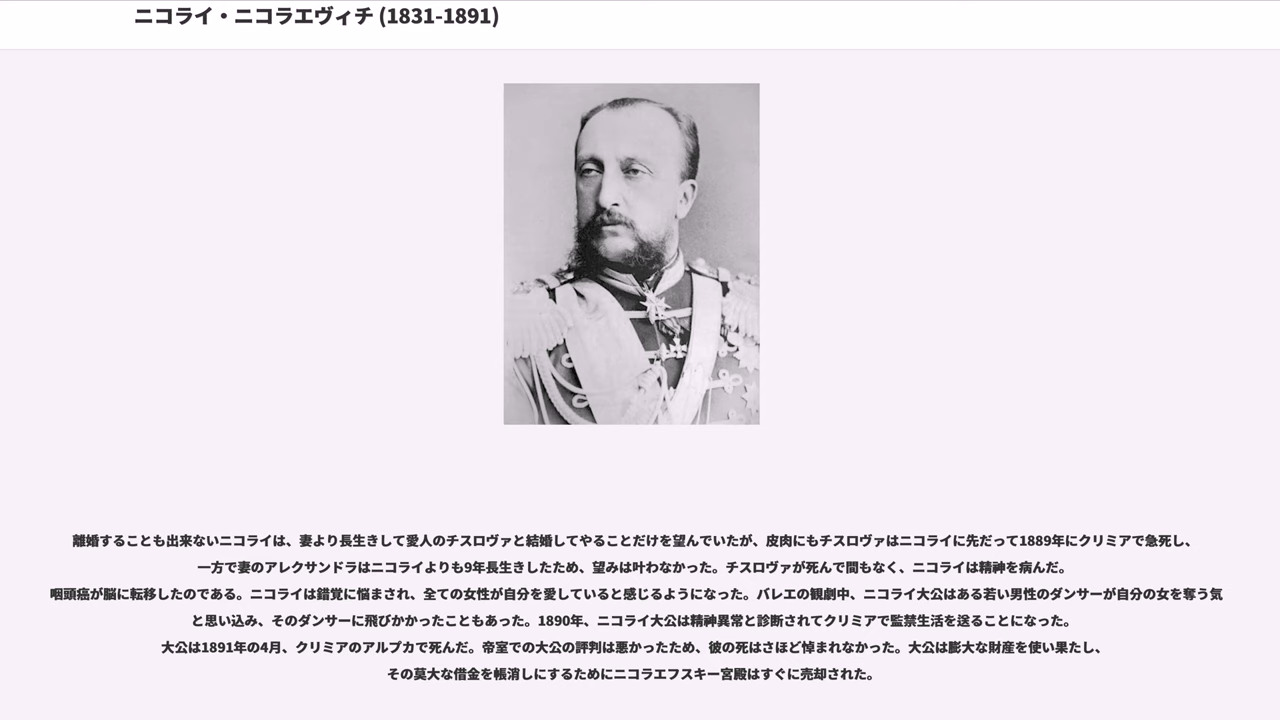 ニコライ・ニコラエヴィチ (1831-1891)
離婚することも出来ないニコライは、妻より長生きして愛人のチスロヴァと結婚してやることだけを望んでいたが、皮肉にもチスロヴァはニコライに先だって1889年にクリミアで急死し、
一方で妻のアレクサンドラはニコライよりも9年長生きしたため、望みは叶わなかった。チスロヴァが死んで間もなく、ニコライは精神を病んだ。
咽頭癌が脳に転移したのである。ニコライは錯覚に悩まされ、全ての女性が自分を愛していると感じるようになった。バレエの観劇中、ニコライ大公はある若い男性のダンサーが自分の女を奪う気
と思い込み、そのダンサーに飛びかかったこともあった。1890年、ニコライ大公は精神異常と診断されてクリミアで監禁生活を送ることになった。
大公は1891年の4月、クリミアのアルプカで死んだ。帝室での大公の評判は悪かったため、彼の死はさほど悼まれなかった。大公は膨大な財産を使い果たし、
その莫大な借金を帳消しにするためにニコラエフスキー宮殿はすぐに売却された。